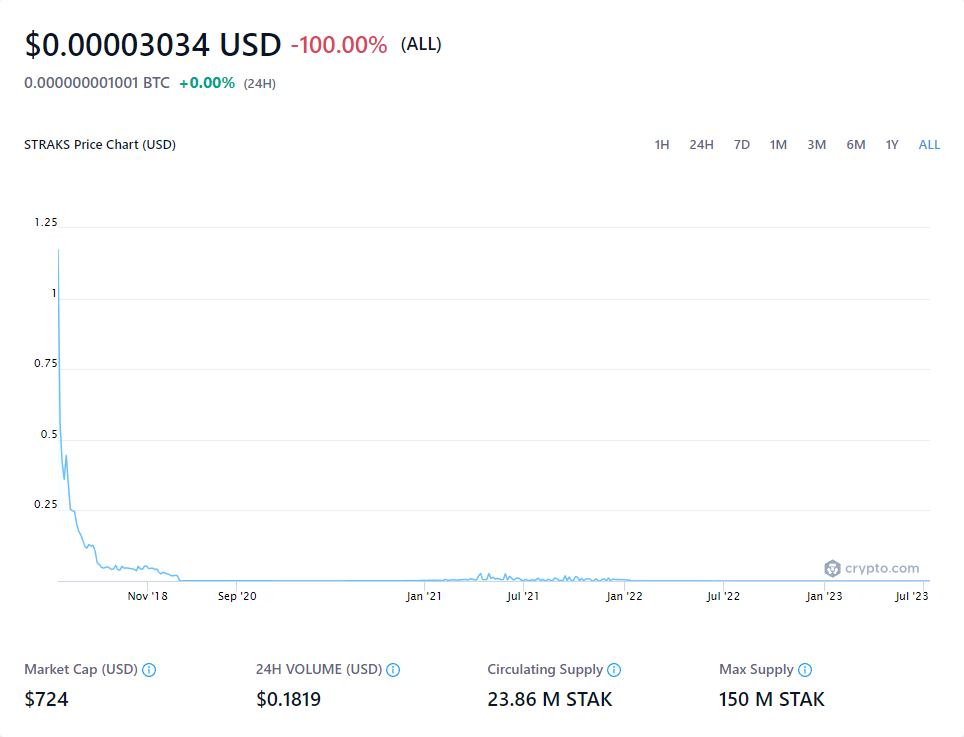 $0.00003034 USD -100.00% (ALL)
0.000000001001 BTC +0.00% (24H)
STRAKS Price Chart (USD) 1H 24H 7D 1M 3M 6M 1Y ALL
1.25
1
0.75
0.5
0.25
crypto.com
Nov '18 Sep '20 Jan '21 Jul '21 Jan '22 Jul '22 Jan '23 Jul '23
Market Cap (USD) 24H VOLUME (USD) Circulating Supply Max Supply
$724 $0.1819 23.86 M STAK 150 M STAK